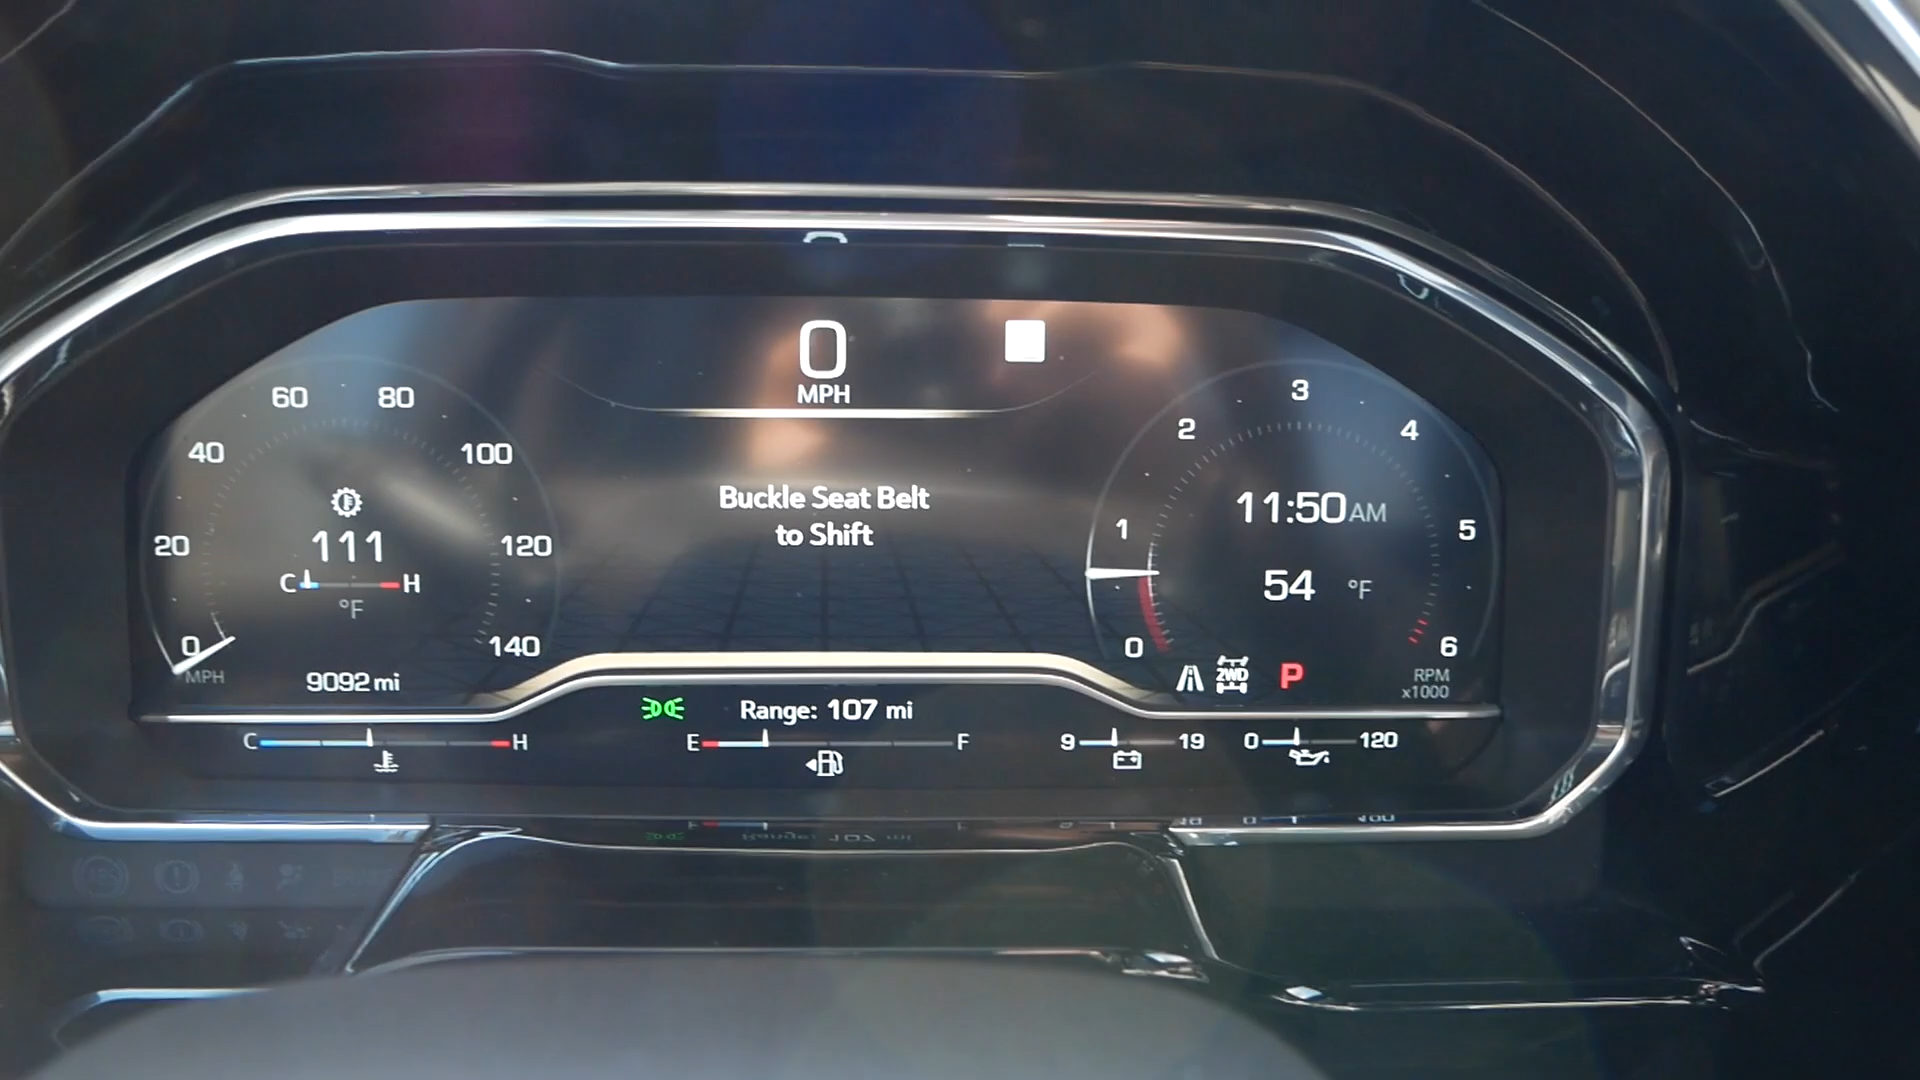 0
MPH
60 80
40 100
20 120
0 140
MPH
111
C H
°F
9092 mi
Buckle Seat Belt
to Shift
3
2 4
1 5
0 6
11:50 AM
54 °F
2WD P
RPM
x1000
Range: 107 mi
C H
E F
9 19
0 120